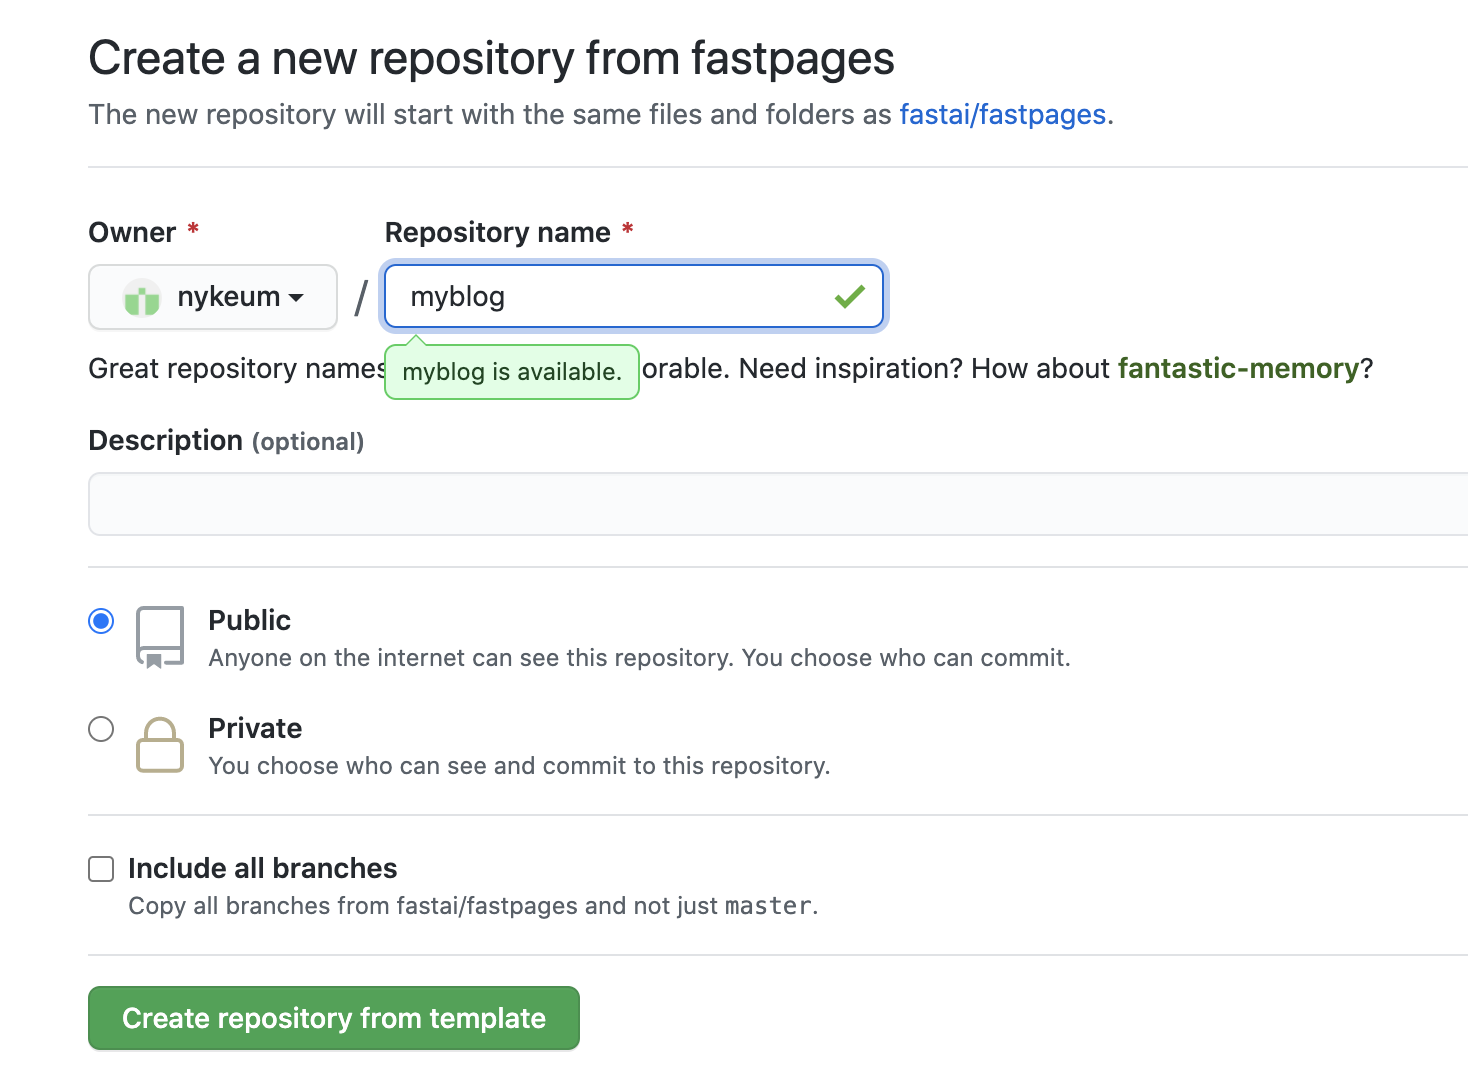 Create a new repository from fastpages
The new repository will start with the same files and folders as fastai/fastpages.
Owner * Repository name *
nykeum / myblog
Great repository names orable. Need inspiration? How about fantastic-memory?
myblog is available.
Description (optional)
Public
Anyone on the internet can see this repository. You choose who can commit.
Private
You choose who can see and commit to this repository.
Include all branches
Copy all branches from fastai/fastpages and not just master.
Create repository from template